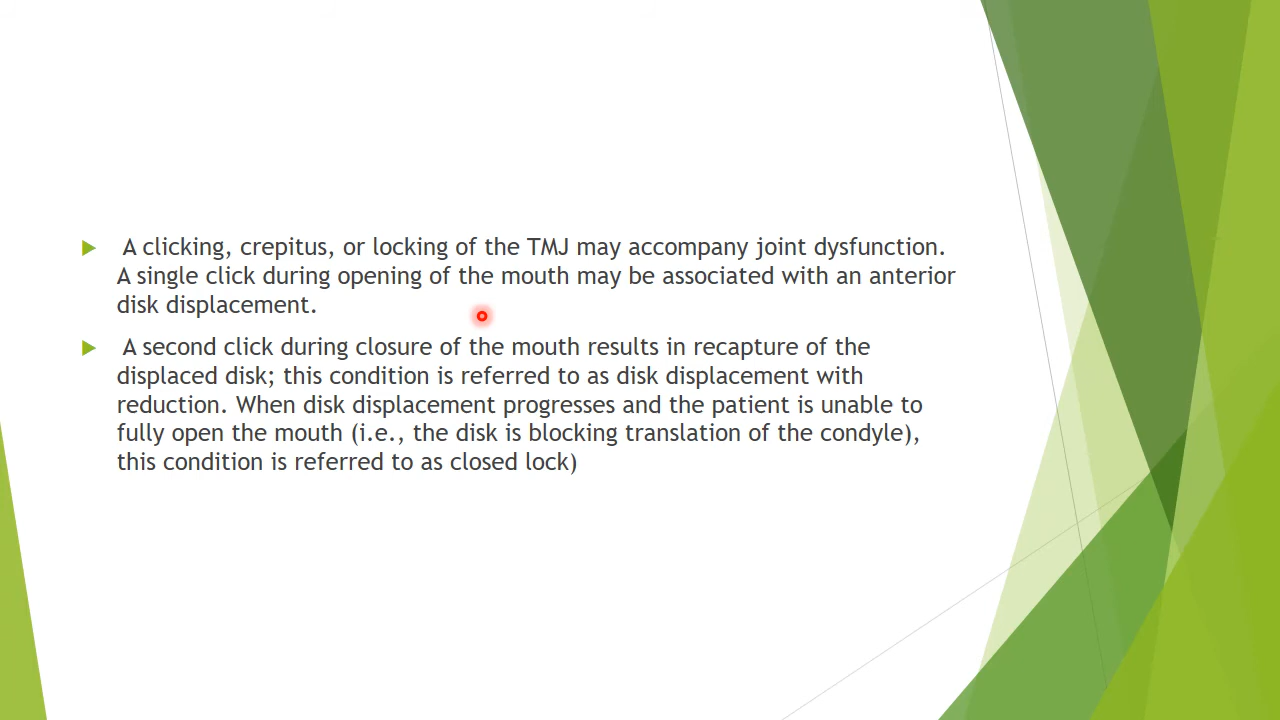 A clicking, crepitus, or locking of the TMJ may accompany joint dysfunction.
A single click during opening of the mouth may be associated with an anterior
disk displacement.
A second click during closure of the mouth results in recapture of the
displaced disk; this condition is referred to as disk displacement with
reduction. When disk displacement progresses and the patient is unable to
fully open the mouth (i.e., the disk is blocking translation of the condyle),
this condition is referred to as closed lock)